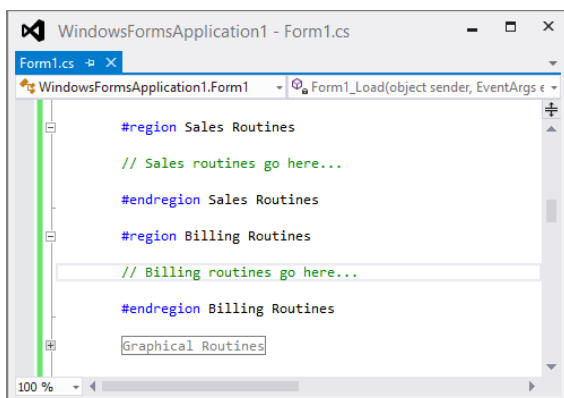 WindowsFormsApplication1 - Form1.cs
Form1.cs
WindowsFormsApplication1.Form1 Form1_Load(object sender, EventArgs e
#region Sales Routines
// Sales routines go here...
#endregion Sales Routines
#region Billing Routines
// Billing routines go here...
#endregion Billing Routines
Graphical Routines
100 %